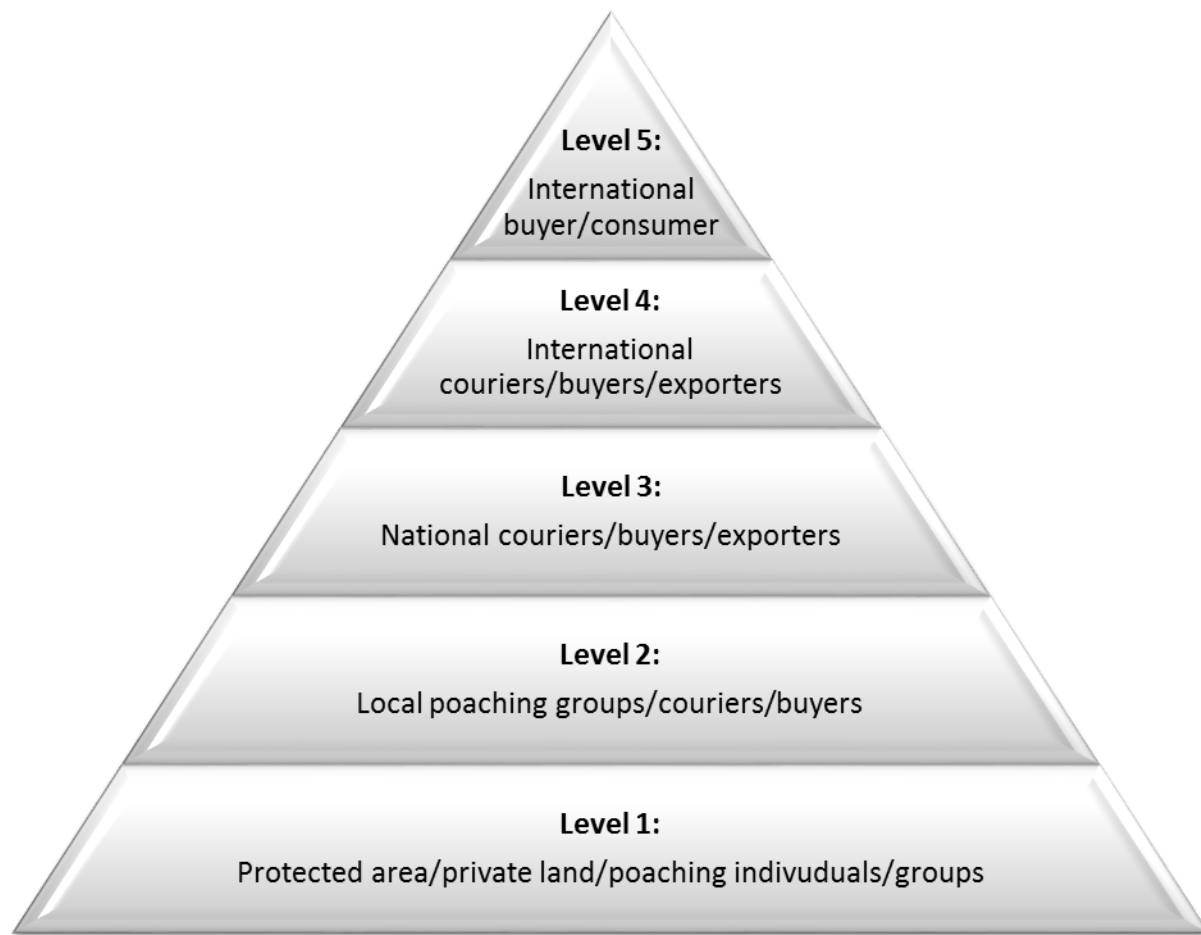 Level 5:
International
buyer/consumer
Level 4:
International
couriers/buyers/exporters
Level 3:
National couriers/buyers/exporters
Level 2:
Local poaching groups/couriers/buyers
Level 1:
Protected area/private land/poaching indivuduals/groups